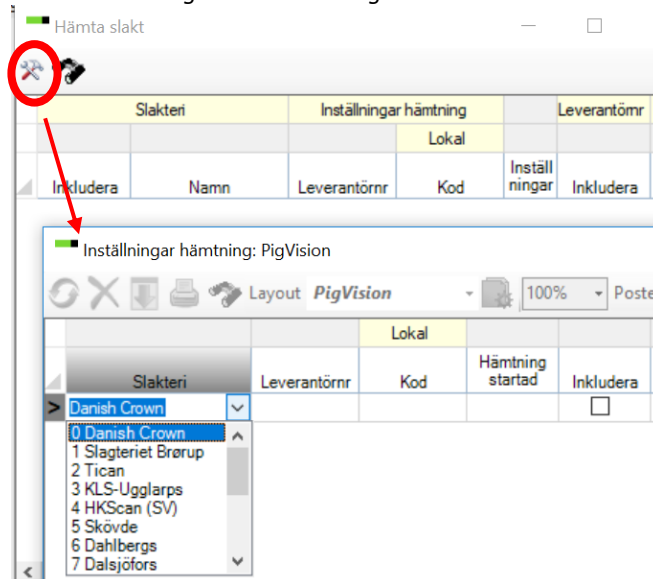 Hämta slakt
Slakteri Inställningar hämtning Leverantörnr
Lokal
Inkludera Namn Leverantörnr Kod Inställ ningar Inkludera
Inställningar hämtning: PigVision
Layout PigVision 100% Poste
Lokal
Slakteri Leverantörnr Kod Hämtning startad Inkludera
Danish Crown
0 Danish Crown
1 Slagteriet Brørup
2 Tican
3 KLS-Ugglarps
4 HKScan (SV)
5 Skövde
6 Dahlbergs
7 Dalsjöfors